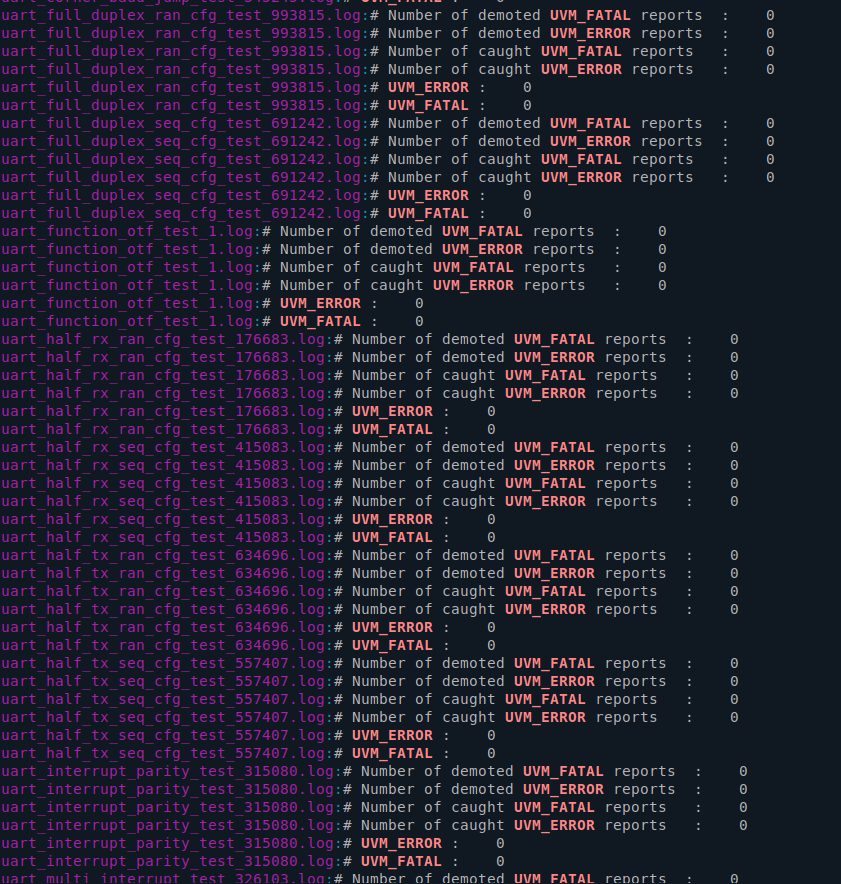 uart_corner_baud_jump_test_345245.log:# UVM_FATAL :    0
uart_full_duplex_ran_cfg_test_993815.log:# Number of demoted UVM_FATAL reports  :    0
uart_full_duplex_ran_cfg_test_993815.log:# Number of demoted UVM_ERROR reports  :    0
uart_full_duplex_ran_cfg_test_993815.log:# Number of caught UVM_FATAL reports   :    0
uart_full_duplex_ran_cfg_test_993815.log:# Number of caught UVM_ERROR reports   :    0
uart_full_duplex_ran_cfg_test_993815.log:# UVM_ERROR :    0
uart_full_duplex_ran_cfg_test_993815.log:# UVM_FATAL :    0
uart_full_duplex_seq_cfg_test_691242.log:# Number of demoted UVM_FATAL reports  :    0
uart_full_duplex_seq_cfg_test_691242.log:# Number of demoted UVM_ERROR reports  :    0
uart_full_duplex_seq_cfg_test_691242.log:# Number of caught UVM_FATAL reports   :    0
uart_full_duplex_seq_cfg_test_691242.log:# Number of caught UVM_ERROR reports   :    0
uart_full_duplex_seq_cfg_test_691242.log:# UVM_ERROR :    0
uart_full_duplex_seq_cfg_test_691242.log:# UVM_FATAL :    0
uart_function_otf_test_1.log:# Number of demoted UVM_FATAL reports  :    0
uart_function_otf_test_1.log:# Number of demoted UVM_ERROR reports  :    0
uart_function_otf_test_1.log:# Number of caught UVM_FATAL reports   :    0
uart_function_otf_test_1.log:# Number of caught UVM_ERROR reports   :    0
uart_function_otf_test_1.log:# UVM_ERROR :    0
uart_function_otf_test_1.log:# UVM_FATAL :    0
uart_half_rx_ran_cfg_test_176683.log:# Number of demoted UVM_FATAL reports  :    0
uart_half_rx_ran_cfg_test_176683.log:# Number of demoted UVM_ERROR reports  :    0
uart_half_rx_ran_cfg_test_176683.log:# Number of caught UVM_FATAL reports   :    0
uart_half_rx_ran_cfg_test_176683.log:# Number of caught UVM_ERROR reports   :    0
uart_half_rx_ran_cfg_test_176683.log:# UVM_ERROR :    0
uart_half_rx_ran_cfg_test_176683.log:# UVM_FATAL :    0
uart_half_rx_seq_cfg_test_415083.log:# Number of demoted UVM_FATAL reports  :    0
uart_half_rx_seq_cfg_test_415083.log:# Number of demoted UVM_ERROR reports  :    0
uart_half_rx_seq_cfg_test_415083.log:# Number of caught UVM_FATAL reports   :    0
uart_half_rx_seq_cfg_test_415083.log:# Number of caught UVM_ERROR reports   :    0
uart_half_rx_seq_cfg_test_415083.log:# UVM_ERROR :    0
uart_half_rx_seq_cfg_test_415083.log:# UVM_FATAL :    0
uart_half_tx_ran_cfg_test_634696.log:# Number of demoted UVM_FATAL reports  :    0
uart_half_tx_ran_cfg_test_634696.log:# Number of demoted UVM_ERROR reports  :    0
uart_half_tx_ran_cfg_test_634696.log:# Number of caught UVM_FATAL reports   :    0
uart_half_tx_ran_cfg_test_634696.log:# Number of caught UVM_ERROR reports   :    0
uart_half_tx_ran_cfg_test_634696.log:# UVM_ERROR :    0
uart_half_tx_ran_cfg_test_634696.log:# UVM_FATAL :    0
uart_half_tx_seq_cfg_test_557407.log:# Number of demoted UVM_FATAL reports  :    0
uart_half_tx_seq_cfg_test_557407.log:# Number of demoted UVM_ERROR reports  :    0
uart_half_tx_seq_cfg_test_557407.log:# Number of caught UVM_FATAL reports   :    0
uart_half_tx_seq_cfg_test_557407.log:# Number of caught UVM_ERROR reports   :    0
uart_half_tx_seq_cfg_test_557407.log:# UVM_ERROR :    0
uart_half_tx_seq_cfg_test_557407.log:# UVM_FATAL :    0
uart_interrupt_parity_test_315080.log:# Number of demoted UVM_FATAL reports  :    0
uart_interrupt_parity_test_315080.log:# Number of demoted UVM_ERROR reports  :    0
uart_interrupt_parity_test_315080.log:# Number of caught UVM_FATAL reports   :    0
uart_interrupt_parity_test_315080.log:# Number of caught UVM_ERROR reports   :    0
uart_interrupt_parity_test_315080.log:# UVM_ERROR :    0
uart_interrupt_parity_test_315080.log:# UVM_FATAL :    0
uart_multi_interrupt_test_326103.log:# Number of demoted UVM_FATAL reports  :    0